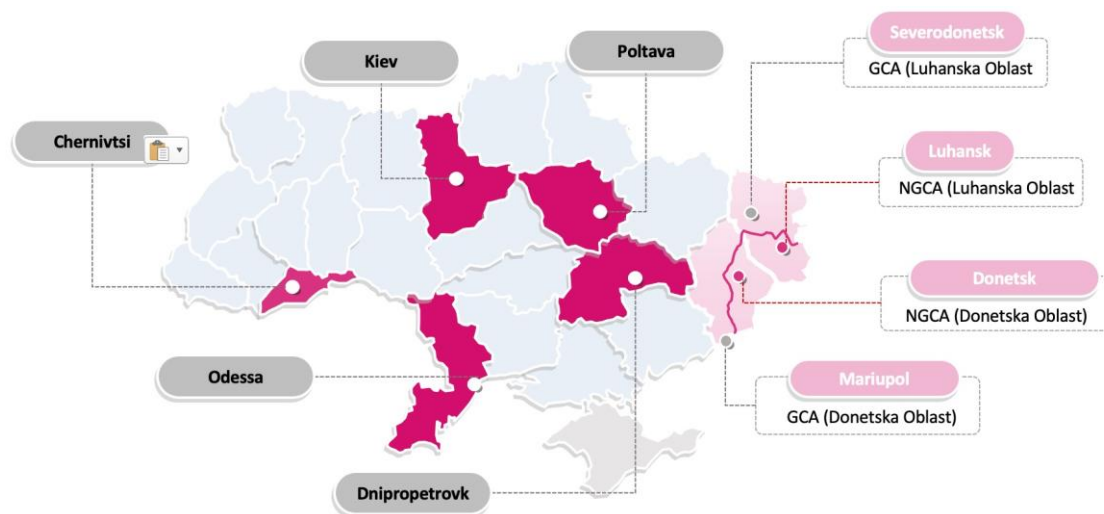 Severodonetsk
GCA (Luhanska Oblast
Kiev
Poltava
Chernivtsi
Luhansk
NGCA (Luhanska Oblast
Donetsk
NGCA (Donetska Oblast)
Odessa
Mariupol
GCA (Donetska Oblast)
Dnipropetrovk